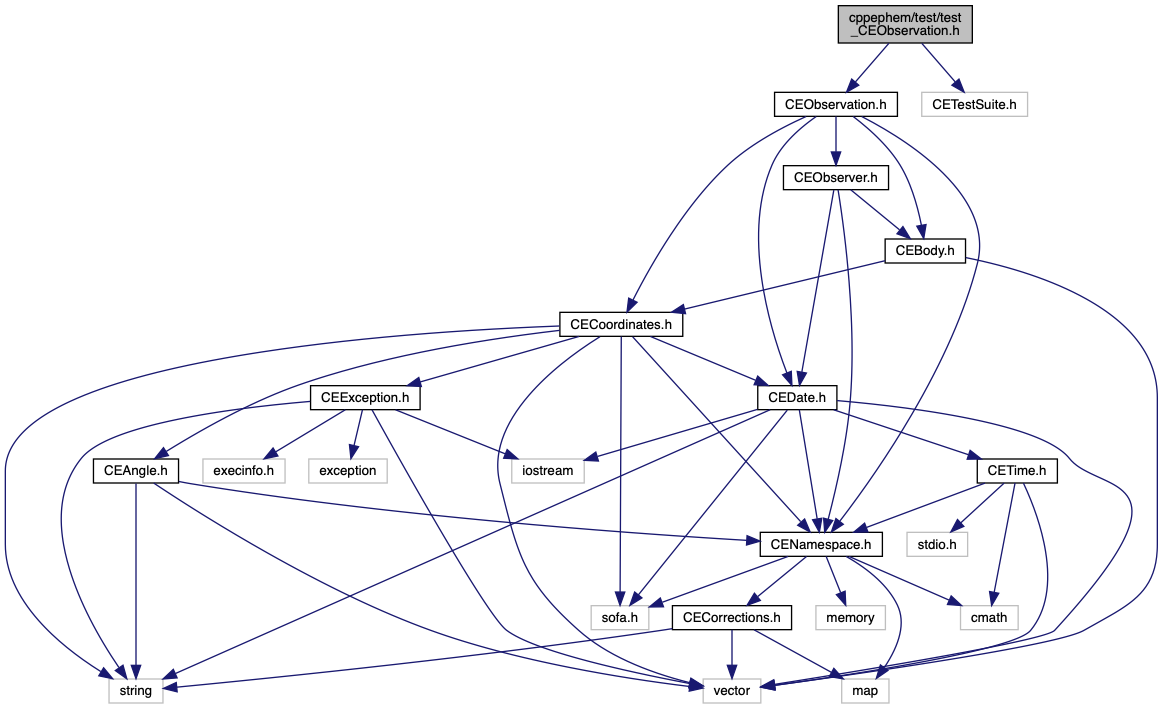 cppephem/test/test
_CEObservation.h
CEObservation.h
CETestSuite.h
CEObserver.h
CEBody.h
CECoordinates.h
CEException.h
CEDate.h
CEAngle.h
execinfo.h
exception
iostream
CETime.h
CENamespace.h
stdio.h
sofa.h
CECorrections.h
memory
cmath
string
vector
map